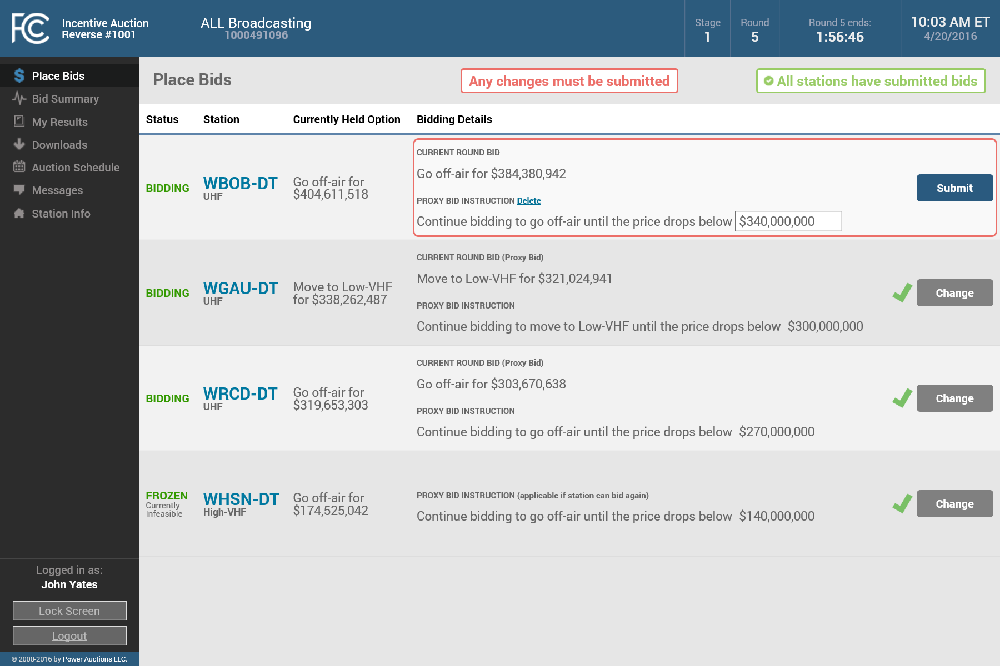 FCC
Incentive Auction
Reverse #1001
ALL Broadcasting
1000491096
Stage
1
Round
5
Round 5 ends:
1:56:46
10:03 AM ET
4/20/2016
Place Bids
Bid Summary
My Results
Downloads
Auction Schedule
Messages
Station Info
Logged in as:
John Yates
Lock Screen
Logout
© 2000-2016 by Power Auctions LLC.
Place Bids
Any changes must be submitted
All stations have submitted bids
Status Station Currently Held Option Bidding Details
BIDDING
WBOB-DT
UHF
Go off-air for
$404,611,518
CURRENT ROUND BID
Go off-air for $384,380,942
PROXY BID INSTRUCTION Delete
Continue bidding to go off-air until the price drops below $340,000,000
Submit
BIDDING
WGAU-DT
UHF
Move to Low-VHF
for $338,262,487
CURRENT ROUND BID (Proxy Bid)
Move to Low-VHF for $321,024,941
PROXY BID INSTRUCTION
Continue bidding to move to Low-VHF until the price drops below $300,000,000
Change
BIDDING
WRCD-DT
UHF
Go off-air for
$319,653,303
CURRENT ROUND BID (Proxy Bid)
Go off-air for $303,670,638
PROXY BID INSTRUCTION
Continue bidding to go off-air until the price drops below $270,000,000
Change
FROZEN
Currently
Infeasible
WHSN-DT
High-VHF
Go off-air for
$174,525,042
PROXY BID INSTRUCTION (applicable if station can bid again)
Continue bidding to go off-air until the price drops below $140,000,000
Change